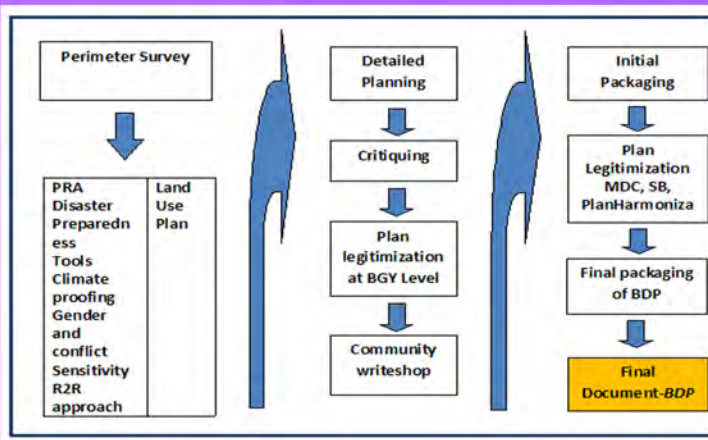 Perimeter Survey
PRA
Disaster
Preparedn
ess
Tools
Climate
proofing
Gender
and
conflict
Sensitivity
R2R
approach
Land
Use
Plan
Detailed
Planning
Critiquing
Plan
legitimization
at BGY Level
Community
writeshop
Initial
Packaging
Plan
Legitimization
MDC, SB,
PlanHarmoniza
Final packaging
of BDP
Final
Document-BDP